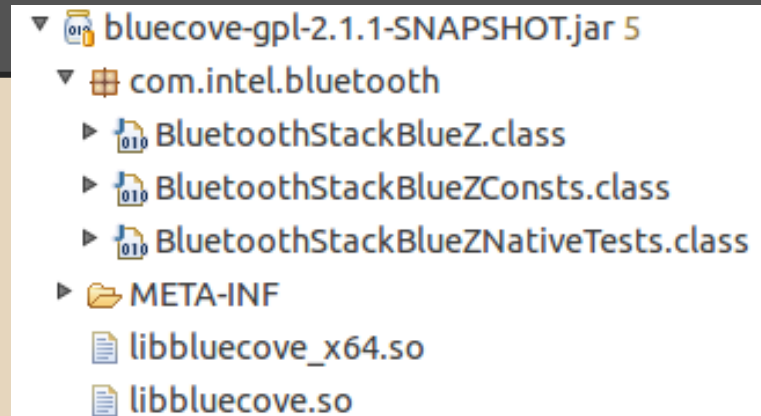 bluecove-gpl-2.1.1-SNAPSHOT.jar 5
com.intel.bluetooth
BluetoothStackBlueZ.class
BluetoothStackBlueZConsts.class
BluetoothStackBlueZNativeTests.class
META-INF
libbluecove_x64.so
libbluecove.so